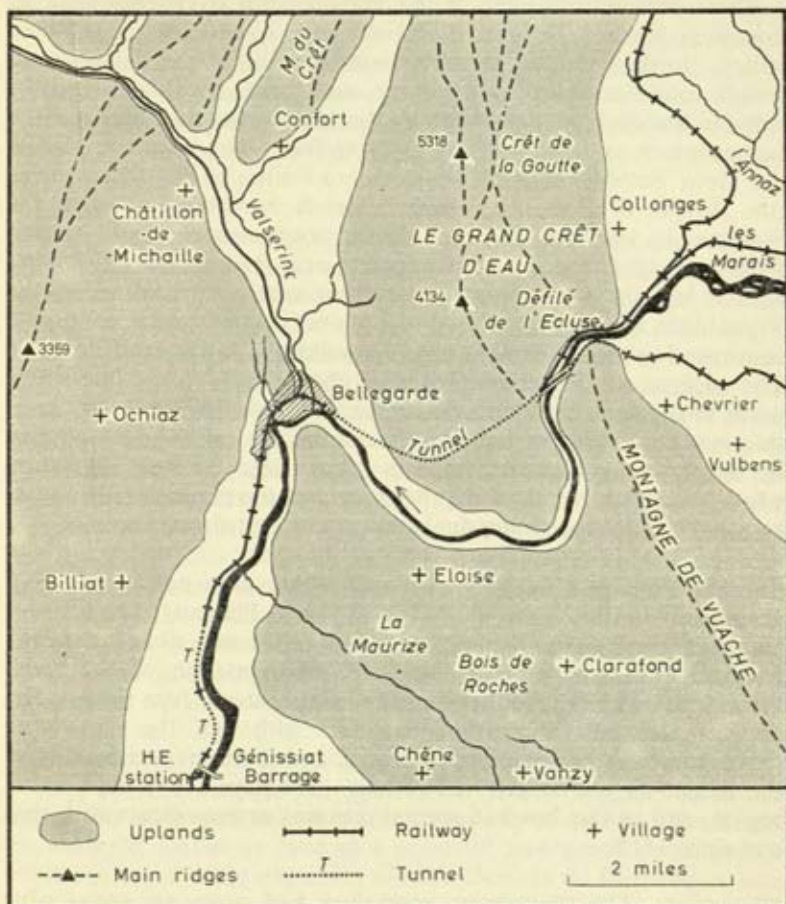 M du
Crêt
Confort
5318
Crêt de
la Goutte
l'Annaz
Châtillon
-de-
-Michaille
Valserine
Collonges
LE GRAND CRÊT
D'EAU
les
Marais
4134
Défilé
de l'Ecluse
3359
Bellegarde
Ochiaz
Tunnel
Chevrier
Vulbens
MONTAGNE DE VUACHE
Billiat
Eloise
La
Maurize
Bois de
Roches
Clarafond
T
T
H.E.
station
Génissiat
Barrage
Chêne
Vanzy
Uplands
Railway
Village
Main ridges
T
Tunnel
2 miles